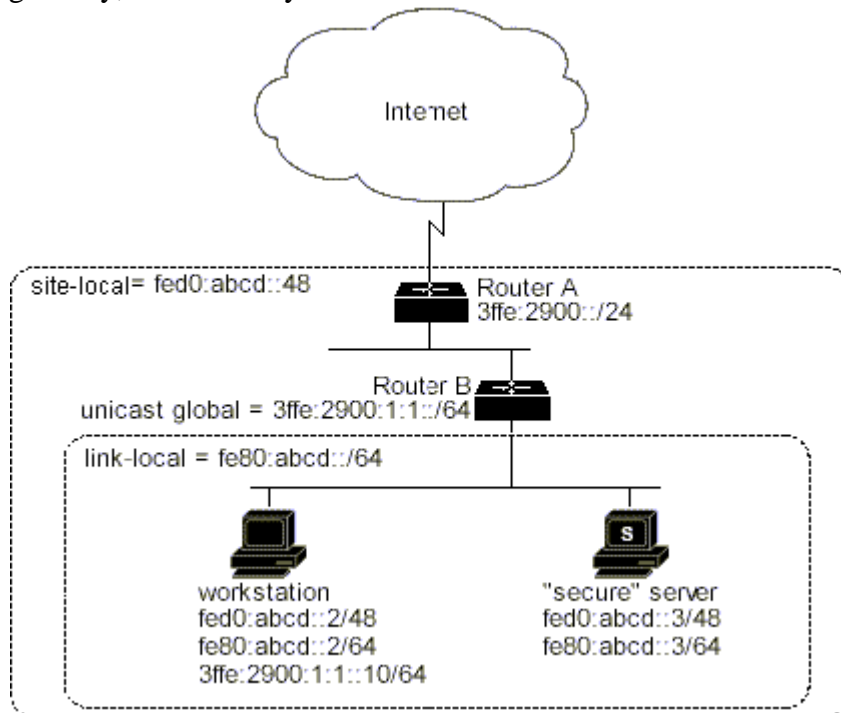 Internet
site-local= fed0:abcd::48
Router A
3ffe:2900::/24
Router B
unicast global = 3ffe:2900:1:1::/64
link-local = fe80:abcd::/64
S
workstation
fed0:abcd::2/48
fe80:abcd::2/64
3ffe:2900:1:1::10/64
"secure" server
fed0:abcd::3/48
fe80:abcd::3/64